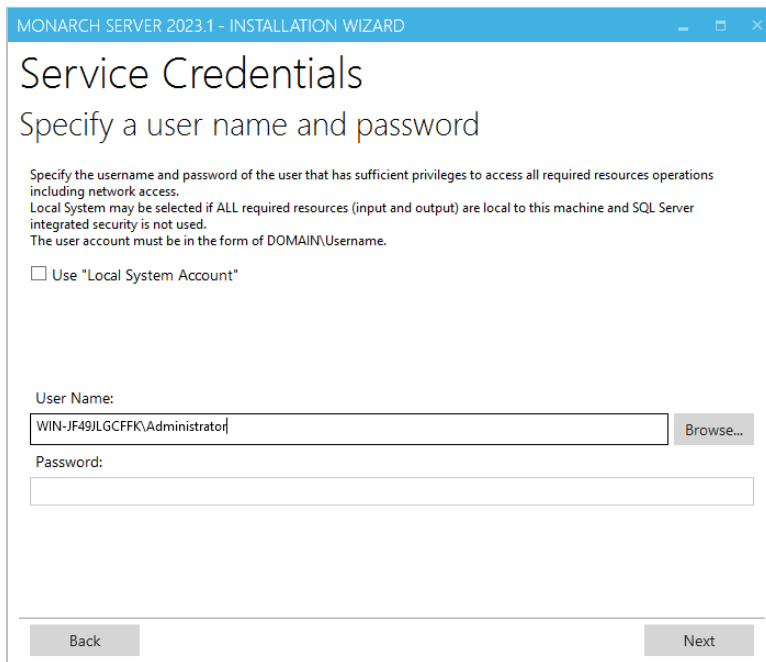 MONARCH SERVER 2023.1 - INSTALLATION WIZARD
Service Credentials
Specify a user name and password
Specify the username and password of the user that has sufficient privileges to access all required resources operations
including network access.
Local System may be selected if ALL required resources (input and output) are local to this machine and SQL Server
integrated security is not used.
The user account must be in the form of DOMAIN\Username.
Use "Local System Account"
User Name:
WIN-JF49JLGCFFK\Administrator
Browse...
Password:
Back
Next